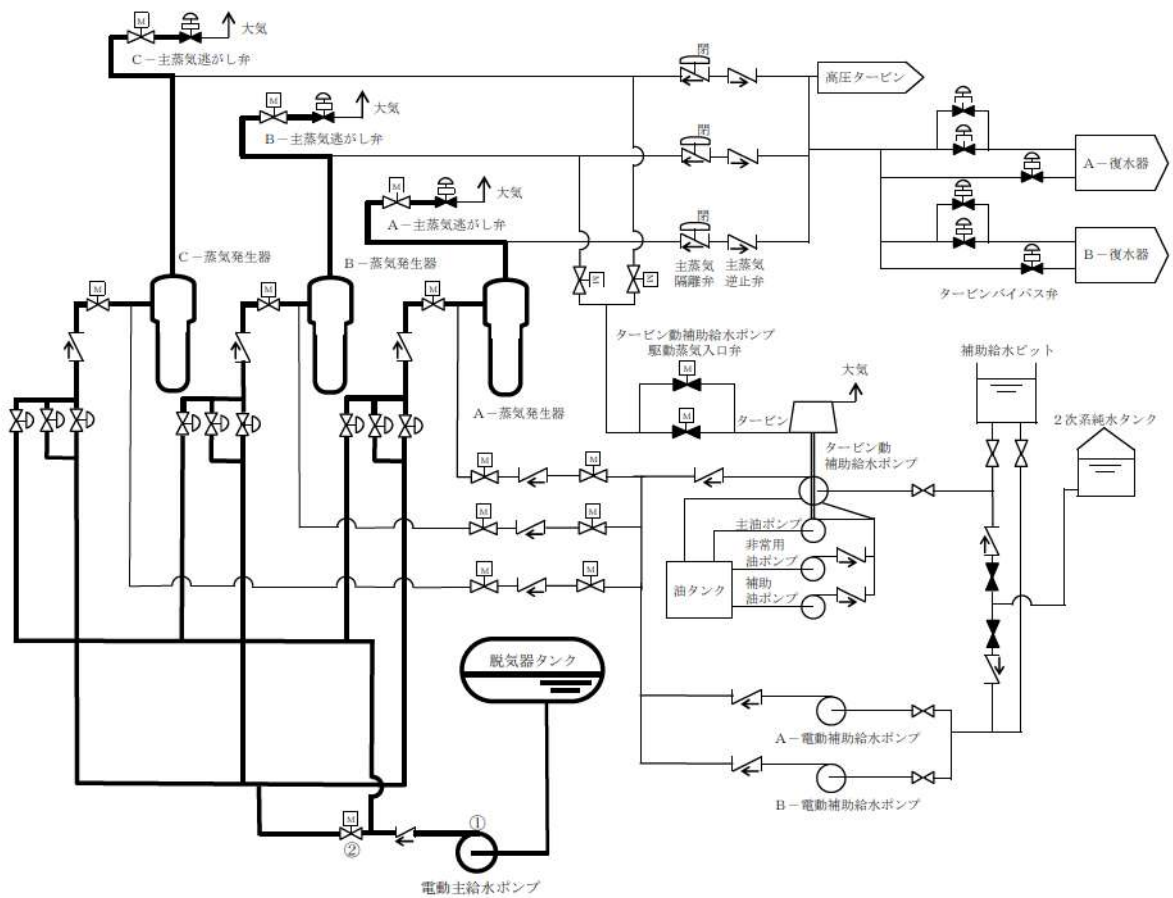 大気
C－主蒸気逃がし弁
閉
高圧タービン
大気
B－主蒸気逃がし弁
閉
A－復水器
大気
A－主蒸気逃がし弁
閉
B－復水器
主蒸気
隔離弁
主蒸気
逆止弁
タービンバイパス弁
C－蒸気発生器
B－蒸気発生器
A－蒸気発生器
M
M
M
M
M
M
M
M
タービン動補助給水ポンプ
駆動蒸気入口弁
M
M
タービン
大気
補助給水ピット
2次系純水タンク
タービン動
補助給水ポンプ
M
M
M
M
M
M
主油ポンプ
非常用
油ポンプ
補助
油ポンプ
油タンク
脱気器タンク
A－電動補助給水ポンプ
B－電動補助給水ポンプ
M
①
②
電動主給水ポンプ